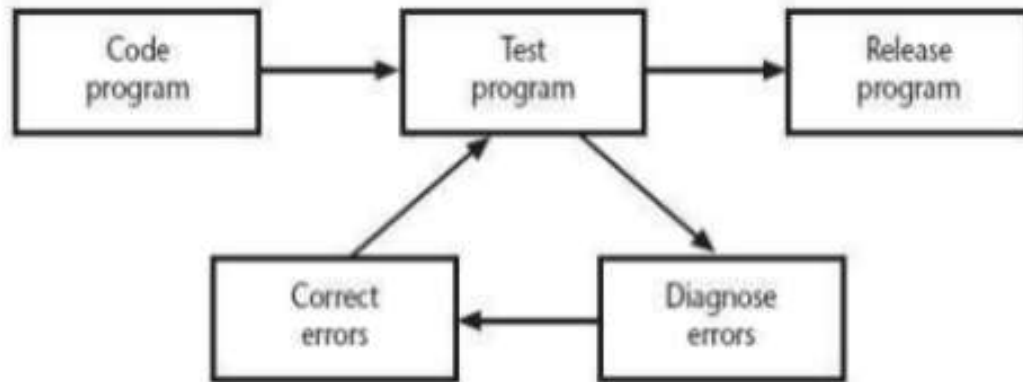 Code
program
Test
program
Release
program
Correct
errors
Diagnose
errors